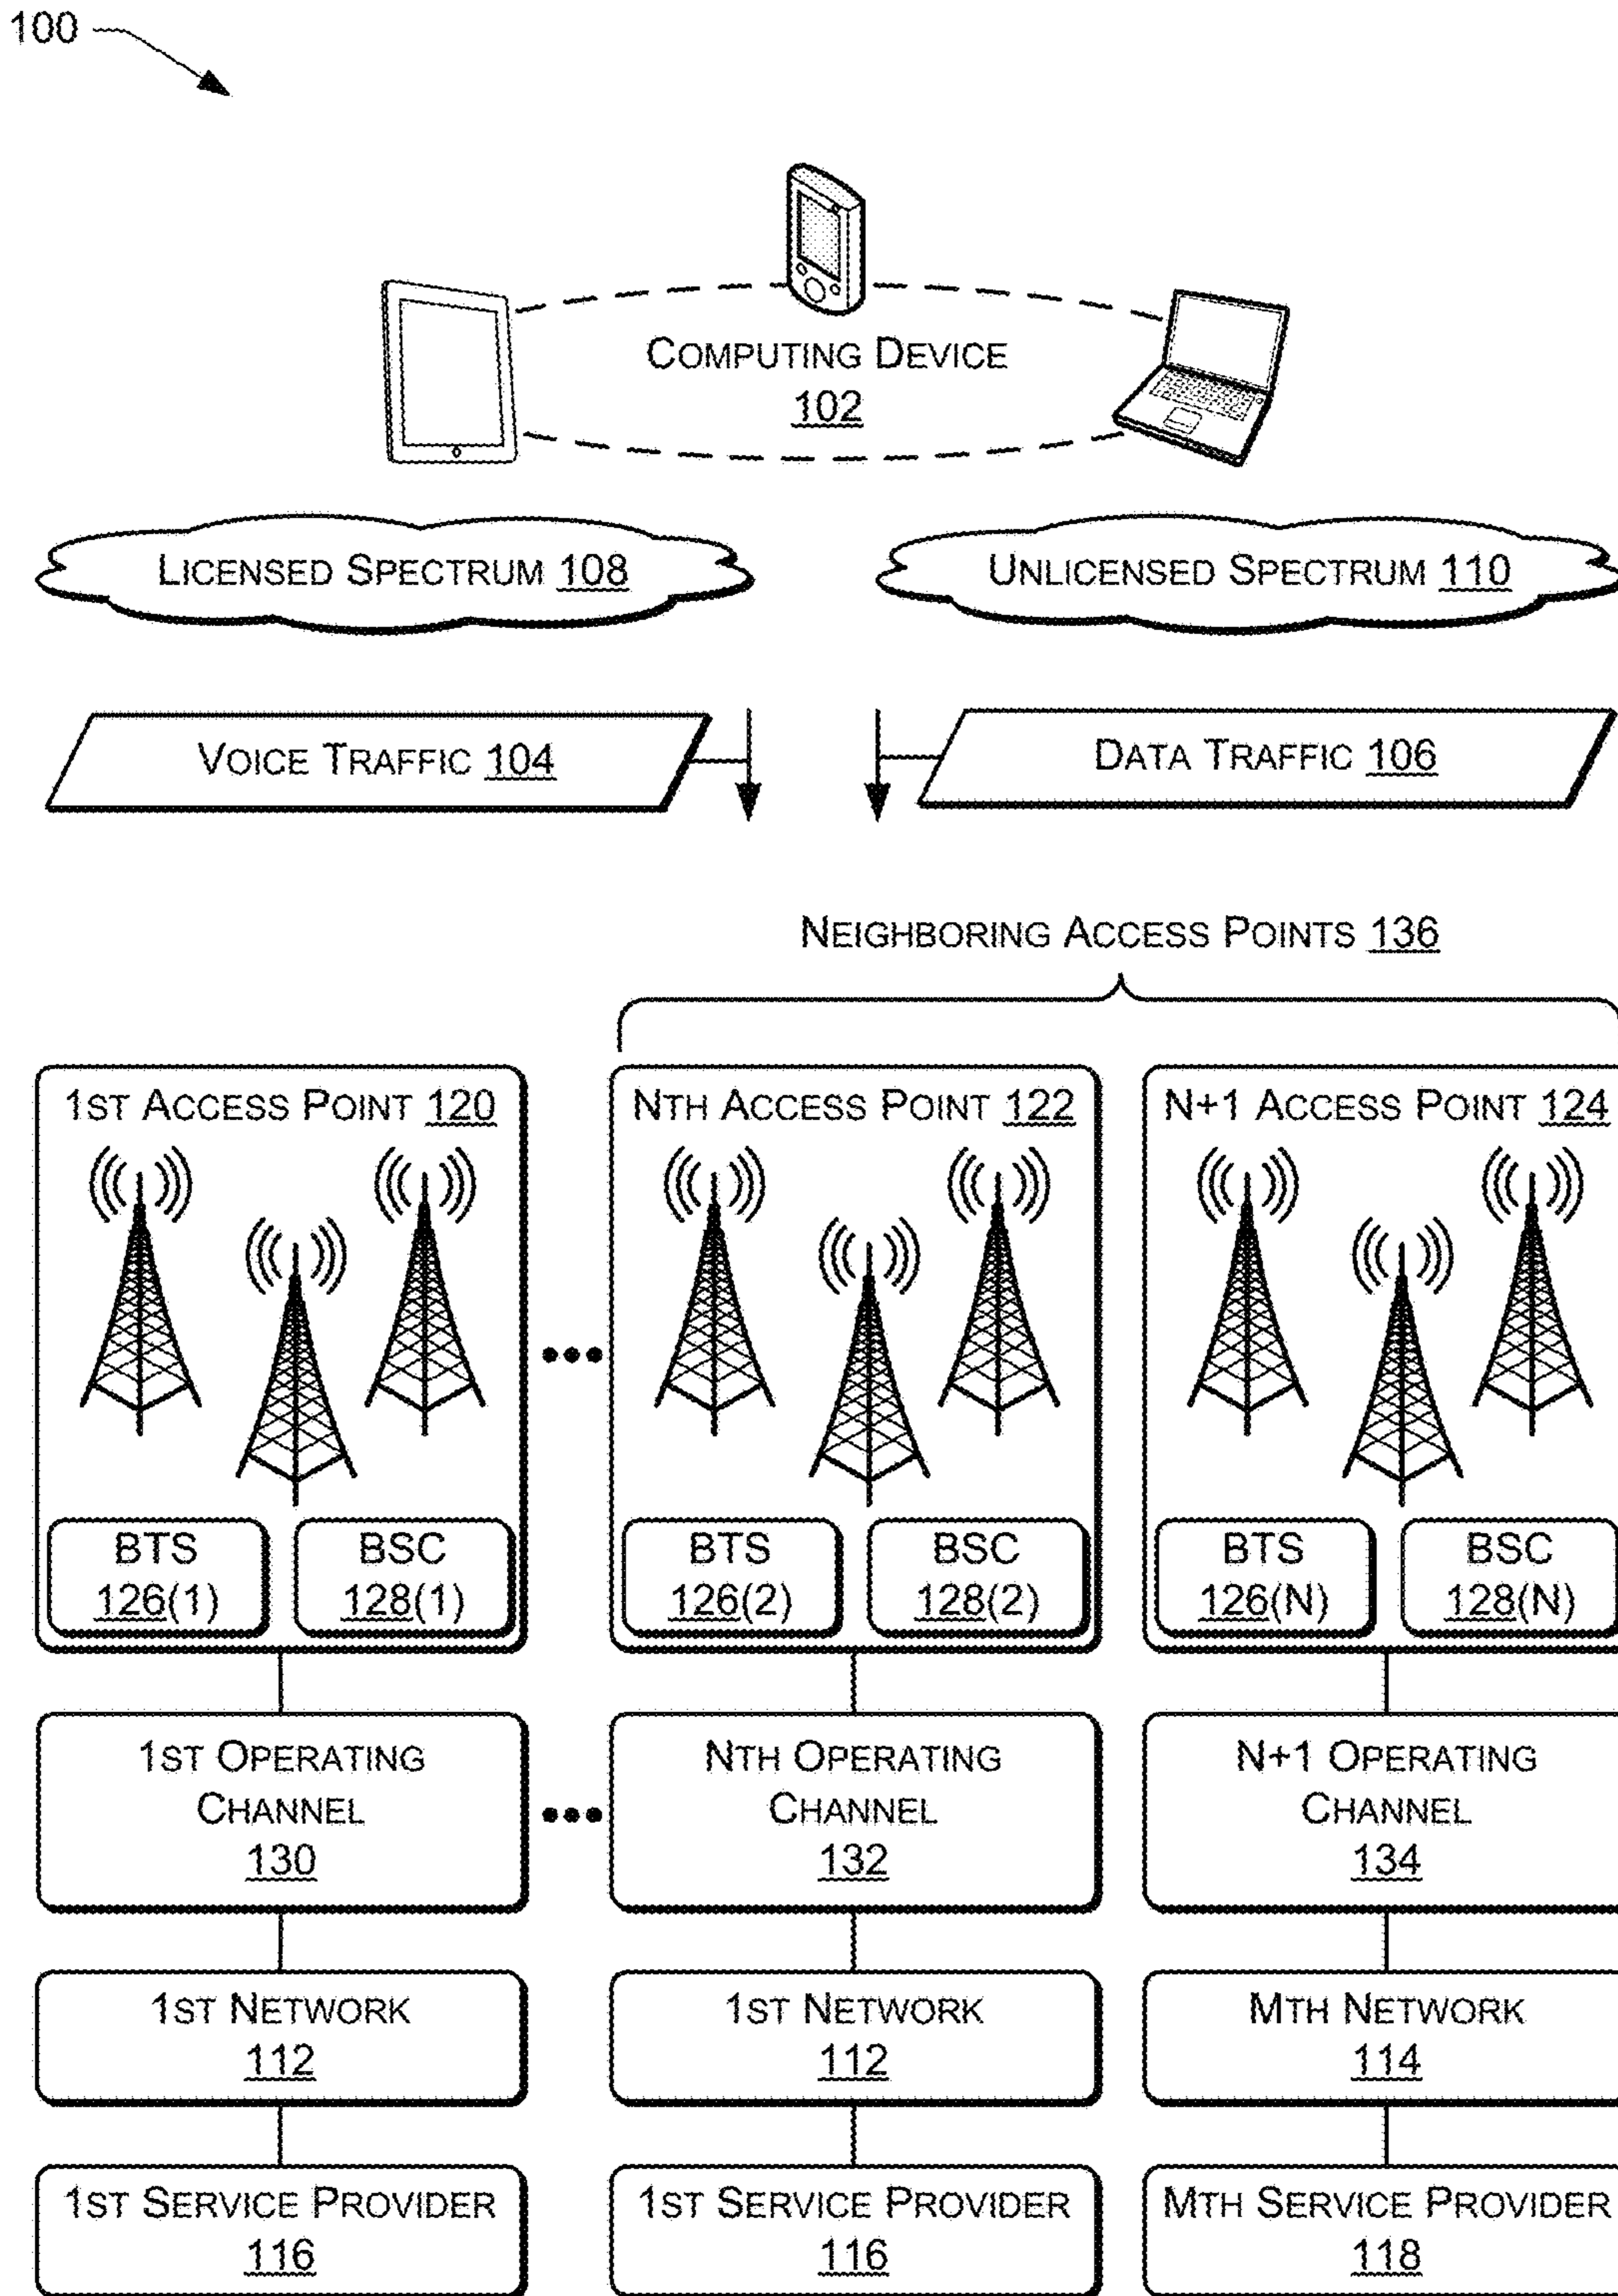 100
COMPUTING DEVICE
102
LICENSED SPECTRUM 108
UNLICENSED SPECTRUM 110
VOICE TRAFFIC 104
DATA TRAFFIC 106
NEIGHBORING ACCESS POINTS 136
1ST ACCESS POINT 120
NTH ACCESS POINT 122
N+1 ACCESS POINT 124
BTS
126(1)
BSC
128(1)
BTS
126(2)
BSC
128(2)
BTS
126(N)
BSC
128(N)
1ST OPERATING
CHANNEL
130
NTH OPERATING
CHANNEL
132
N+1 OPERATING
CHANNEL
134
1ST NETWORK
112
1ST NETWORK
112
MTH NETWORK
114
1ST SERVICE PROVIDER
116
1ST SERVICE PROVIDER
116
MTH SERVICE PROVIDER
118